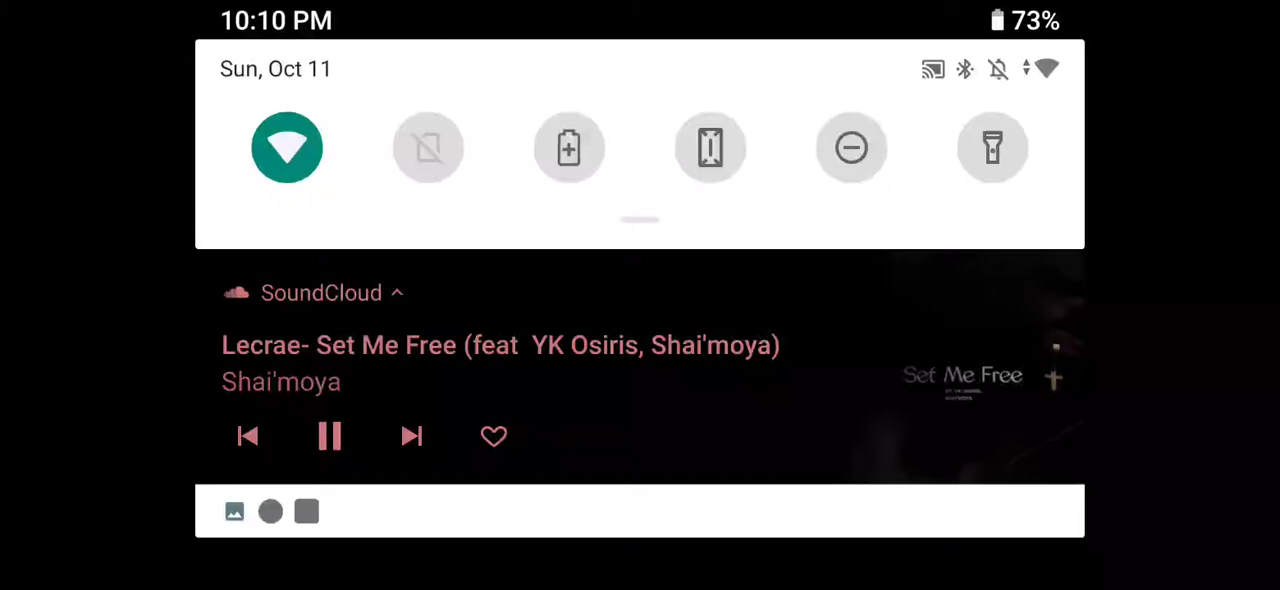 10:10 PM
73%
Sun, Oct 11
SoundCloud
Lecrae- Set Me Free (feat  YK Osiris, Shai'moya)
Shai'moya
Set Me Free